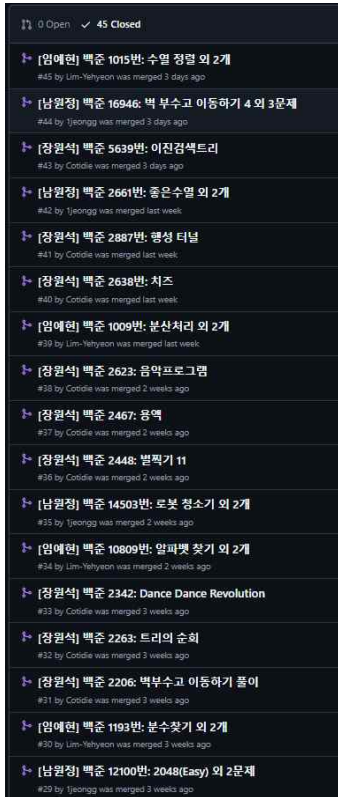 0 Open 45 Closed
[임예현] 백준 1015번: 수열 정렬 외 2개
#45 by Lim-Yehyeon was merged 3 days ago
[남원정] 백준 16946: 벽 부수고 이동하기 4 외 3문제
#44 by 1jeongg was merged 3 days ago
[장원석] 백준 5639번: 이진검색트리
#43 by Cotidie was merged 3 days ago
[남원정] 백준 2661번: 좋은수열 외 2개
#42 by 1jeongg was merged last week
[장원석] 백준 2887번: 행성 터널
#41 by Cotidie was merged last week
[장원석] 백준 2638번: 치즈
#40 by Cotidie was merged last week
[임예현] 백준 1009번: 분산처리 외 2개
#39 by Lim-Yehyeon was merged last week
[장원석] 백준 2623: 음악프로그램
#38 by Cotidie was merged 2 weeks ago
[장원석] 백준 2467: 용액
#37 by Cotidie was merged 2 weeks ago
[장원석] 백준 2448: 별찍기 11
#36 by Cotidie was merged 2 weeks ago
[남원정] 백준 14503번: 로봇 청소기 외 2개
#35 by 1jeongg was merged 2 weeks ago
[임예현] 백준 10809번: 알파벳 찾기 외 2개
#34 by Lim-Yehyeon was merged 2 weeks ago
[장원석] 백준 2342: Dance Dance Revolution
#33 by Cotidie was merged 3 weeks ago
[장원석] 백준 2263: 트리의 순회
#32 by Cotidie was merged 3 weeks ago
[장원석] 백준 2206: 벽부수고 이동하기 풀이
#31 by Cotidie was merged 3 weeks ago
[임예현] 백준 1193번: 분수찾기 외 2개
#30 by Lim-Yehyeon was merged 3 weeks ago
[남원정] 백준 12100번: 2048(Easy) 외 2문제
#29 by 1jeongg was merged 3 weeks ago